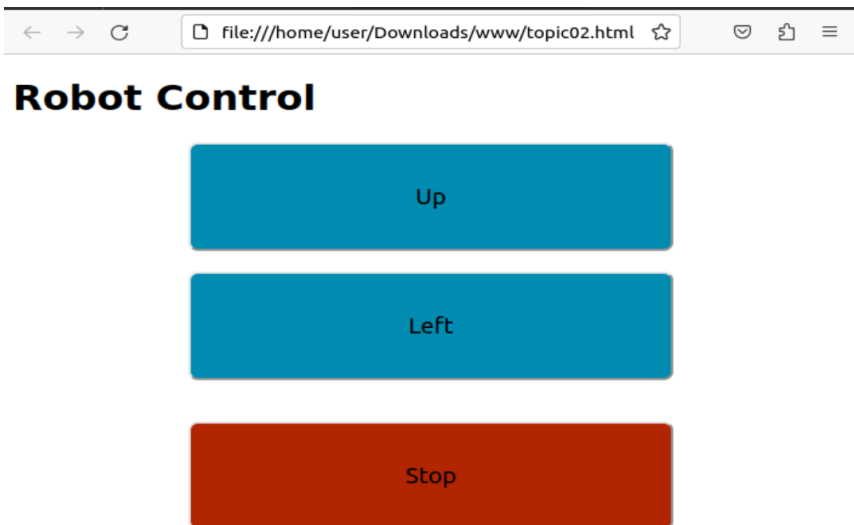 file:///home/user/Downloads/www/topic02.html
Robot Control
Up
Left
Stop